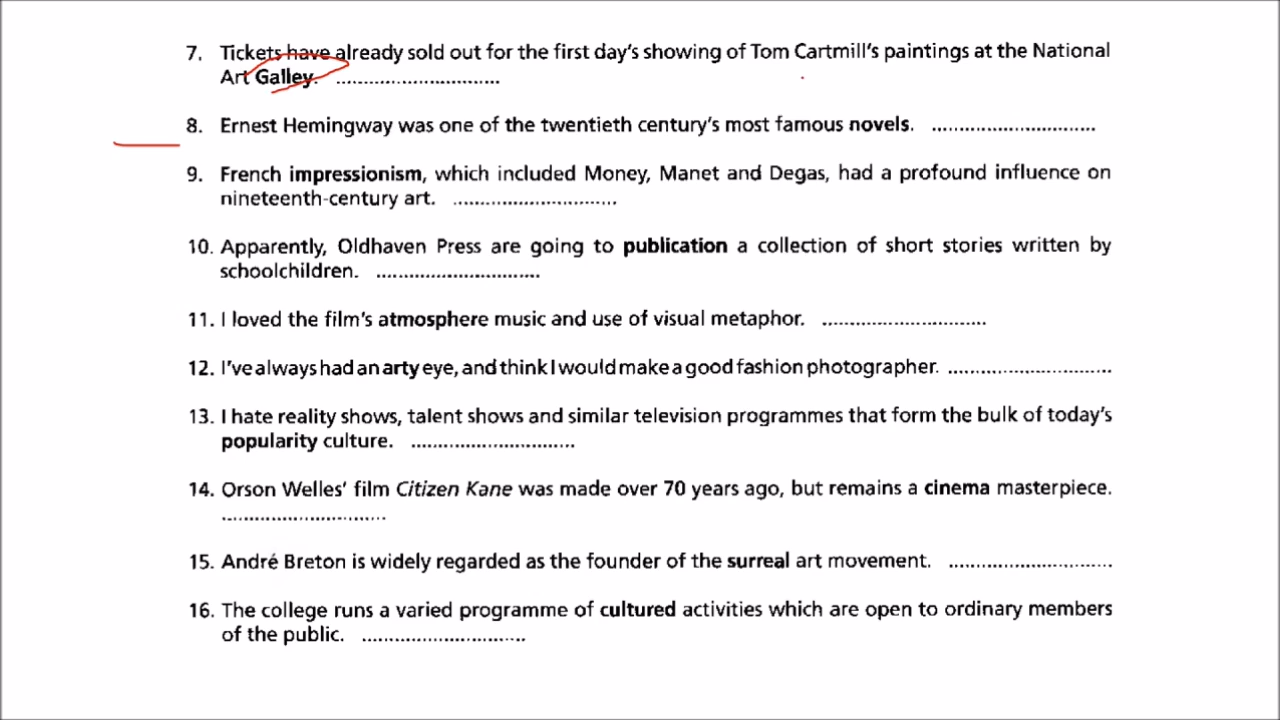 7. Tickets have already sold out for the first day's showing of Tom Cartmill's paintings at the National
Art Galley. ..............................
8. Ernest Hemingway was one of the twentieth century's most famous novels. ..............................
9. French impressionism, which included Money, Manet and Degas, had a profound influence on
nineteenth-century art. ..............................
10. Apparently, Oldhaven Press are going to publication a collection of short stories written by
schoolchildren. ..............................
11. I loved the film's atmosphere music and use of visual metaphor. ..............................
12. I've always had an arty eye, and think I would make a good fashion photographer. ..............................
13. I hate reality shows, talent shows and similar television programmes that form the bulk of today's
popularity culture. ..............................
14. Orson Welles' film Citizen Kane was made over 70 years ago, but remains a cinema masterpiece.
..............................
15. André Breton is widely regarded as the founder of the surreal art movement. ..............................
16. The college runs a varied programme of cultured activities which are open to ordinary members
of the public. ..............................